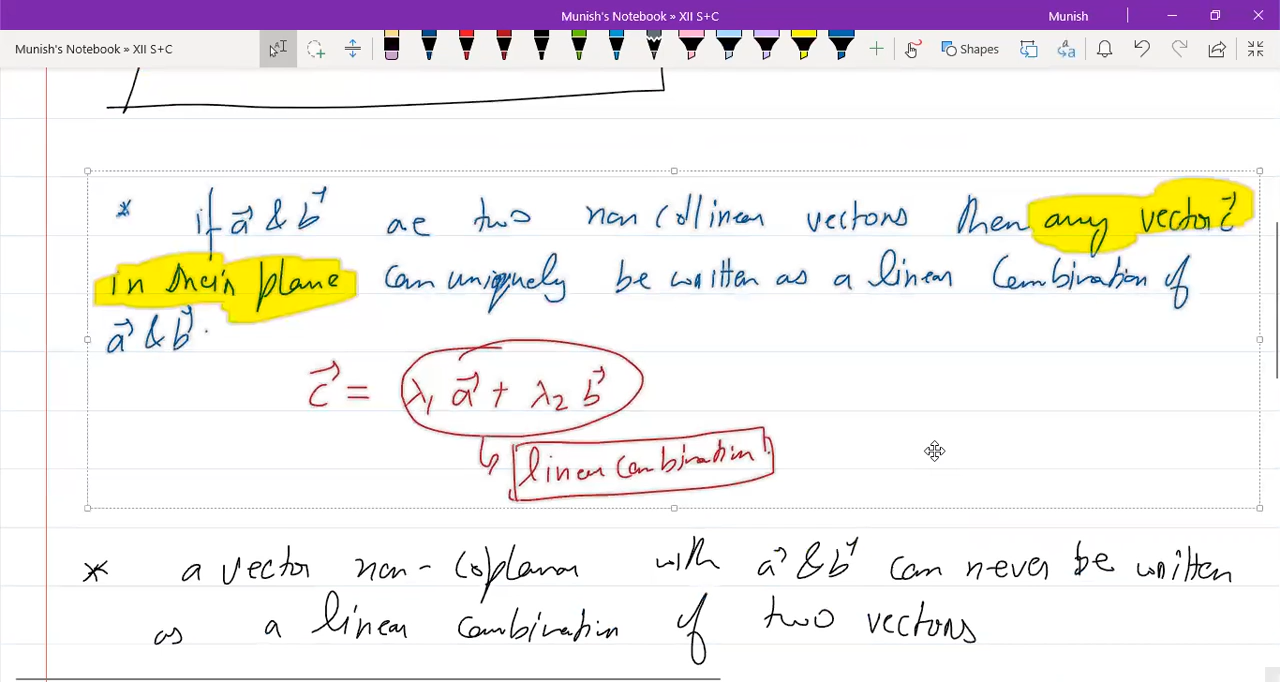 Munish's Notebook » XII S+C
Munish
Munish's Notebook » XII S+C
Shapes
* if a⃗ & b⃗ are two non collinear vectors then any vector c⃗
in their plane can uniquely be written as a linear combination of
a⃗ & b⃗.
c⃗ = λ₁ a⃗ + λ₂ b⃗
↳ linear combination
* a vector non-coplanar with a⃗ & b⃗ can never be written
as a linear combination of two vectors